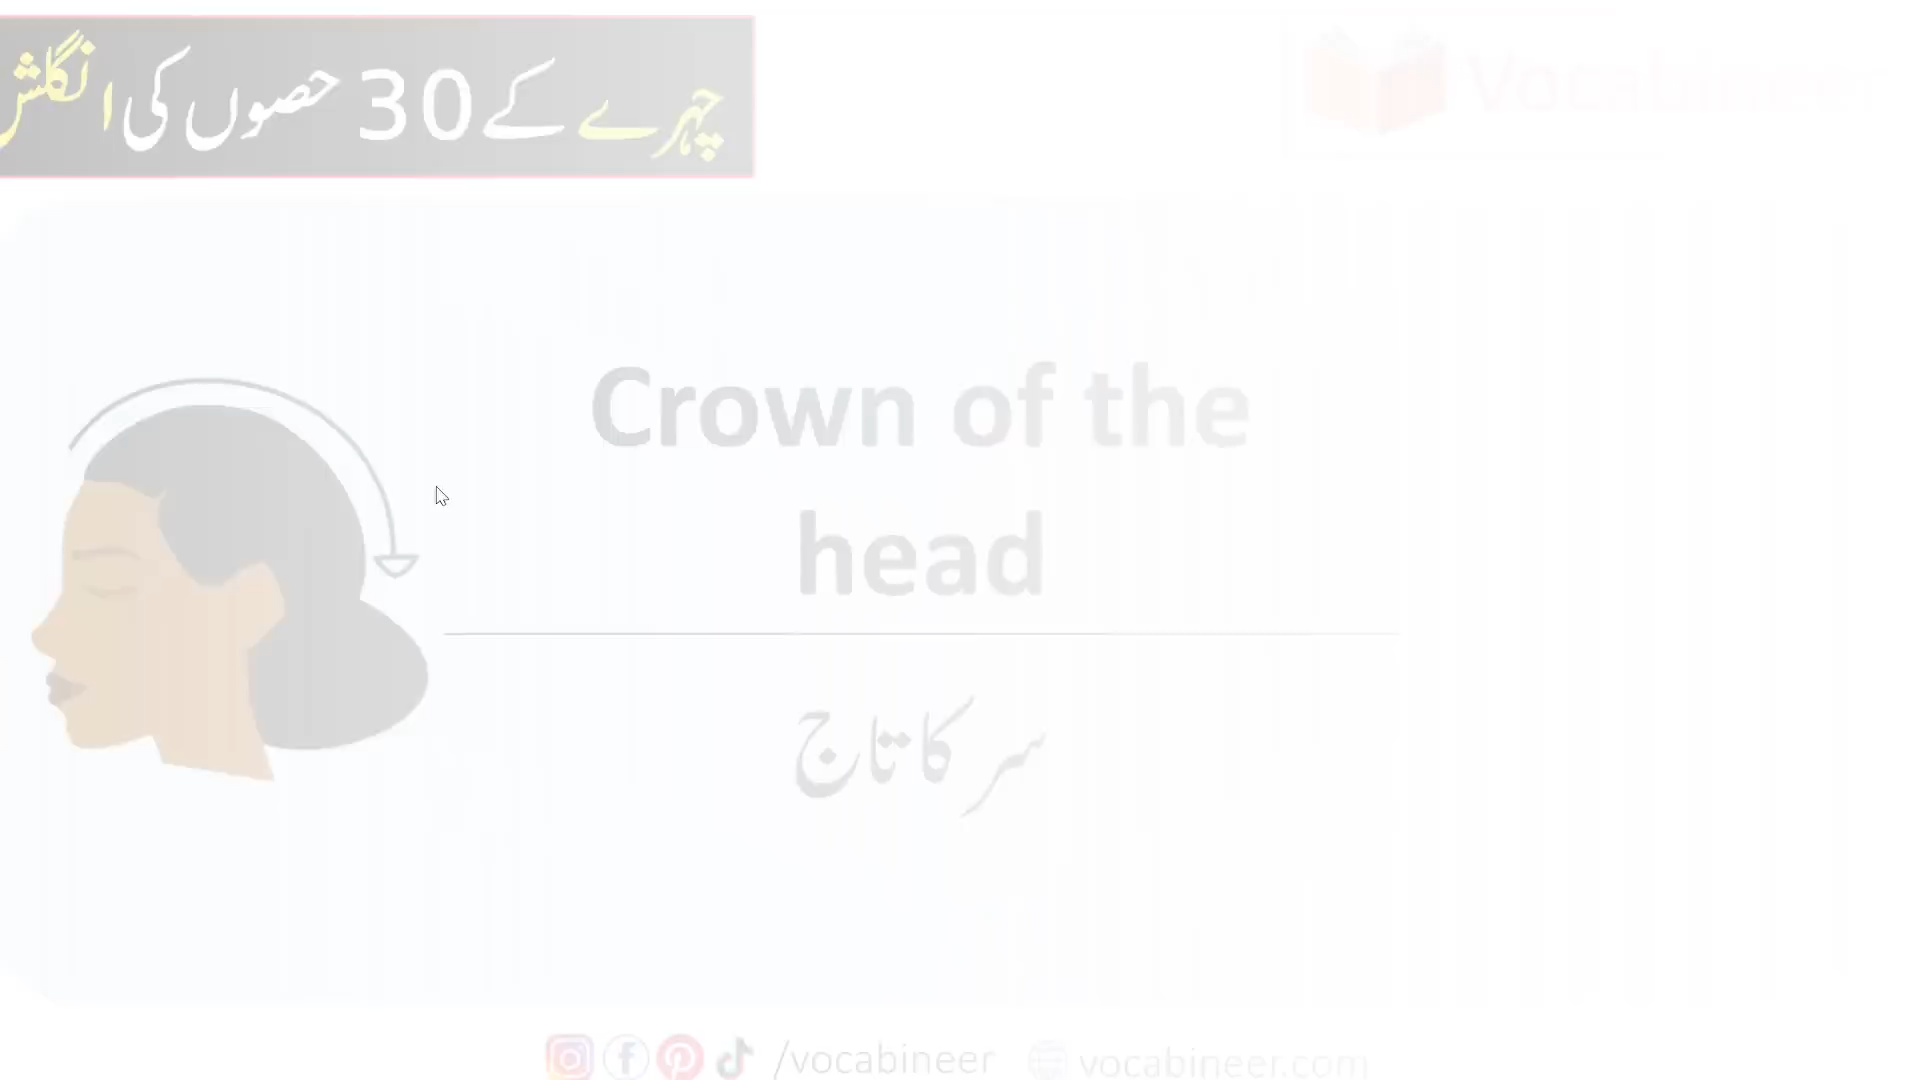 چہرے کے 30 حصوں کی انگلش
Vocabineer
Crown of the
head
سر کا تاج
/vocabineer
vocabineer.com